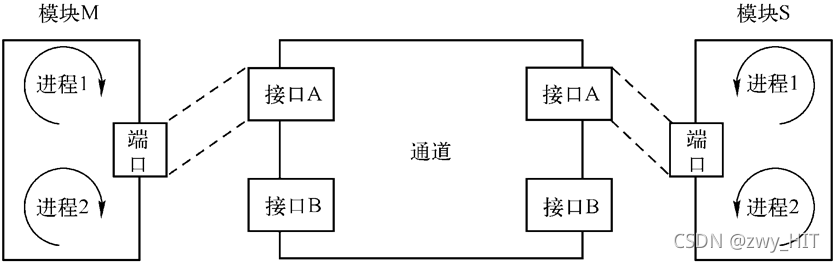 模块M
模块S
进程1
接口A
接口A
进程1
端
口
通道
端
口
进程2
接口B
接口B
进程2
CSDN @zwy_HIT